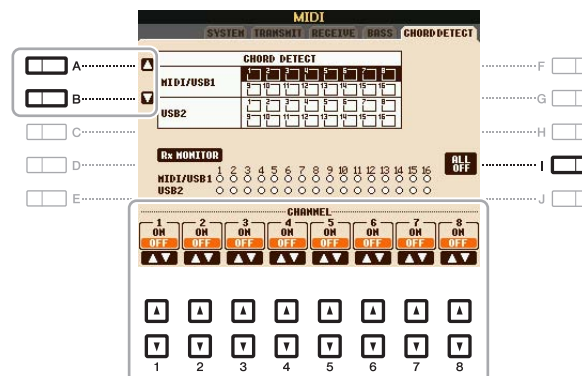 MIDI
SYSTEM TRANSMIT RECEIVE BASS CHORD DETECT
CHORD DETECT
MIDI/USB1
1 2 3 4 5 6 7 8
9 10 11 12 13 14 15 16
USB2
1 2 3 4 5 6 7 8
9 10 11 12 13 14 15 16
Rx MONITOR
1 2 3 4 5 6 7 8 9 10 11 12 13 14 15 16
MIDI/USB1
USB2
ALL
OFF
A
B
C
D
E
F
G
H
I
J
CHANNEL
1 2 3 4 5 6 7 8
ON ON ON ON ON ON ON ON
OFF OFF OFF OFF OFF OFF OFF OFF
1 2 3 4 5 6 7 8